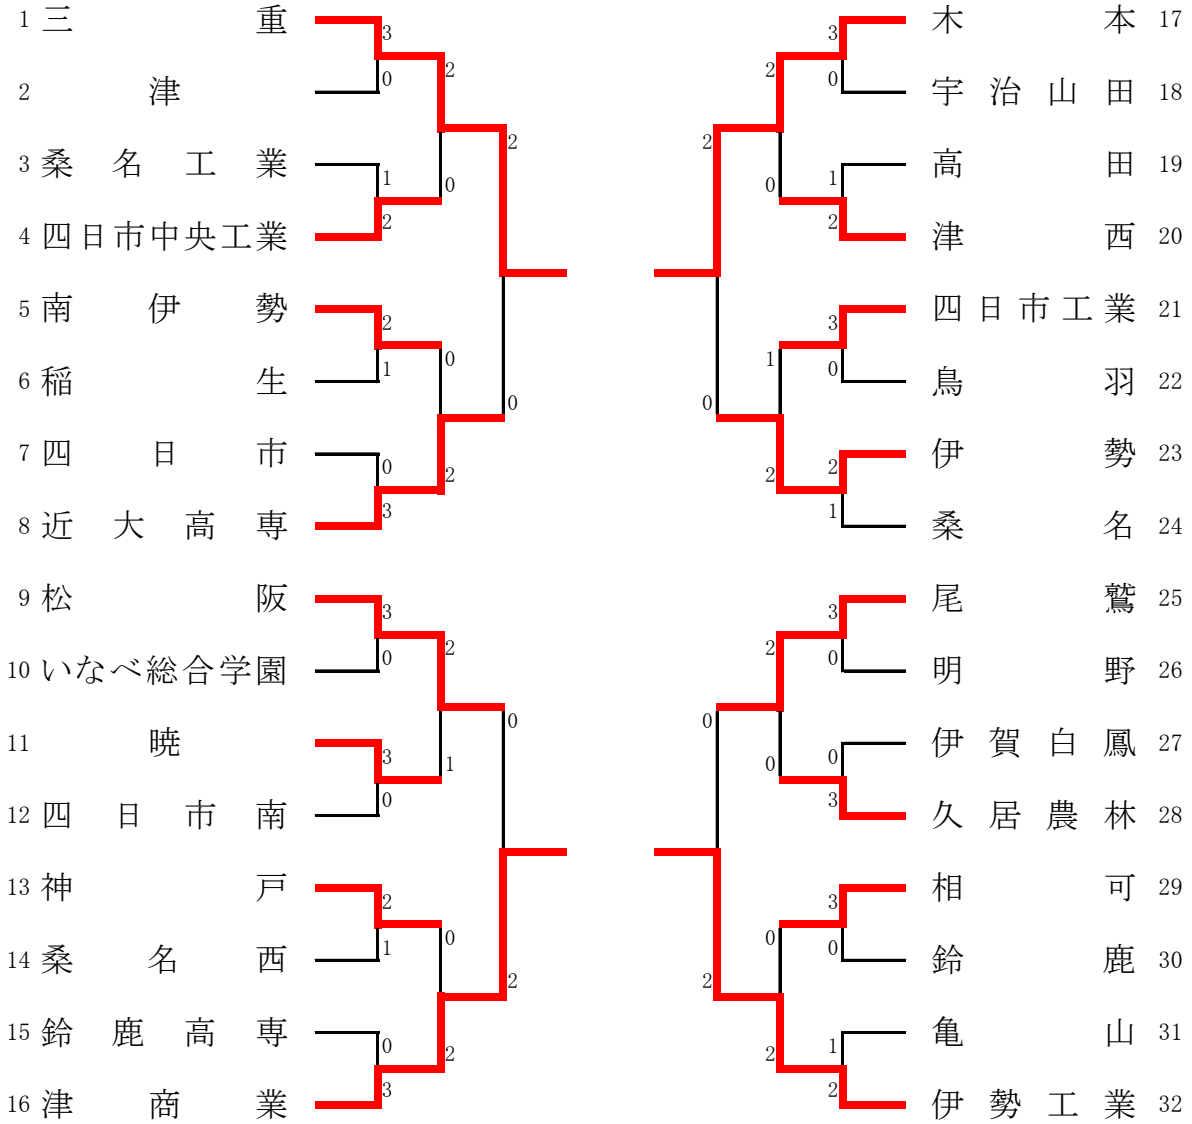 1 三重
3
0
2 津
2
2
3 桑名工業
1
0
2
4 四日市中央工業
5 南伊勢
2
0
1
6 稲生
0
7 四日市
0
2
3
8 近大高専
9 松阪
3
2
0
10 いなべ総合学園
0
11 暁
3
1
0
12 四日市南
13 神戸
2
0
1
14 桑名西
2
15 鈴鹿高専
0
2
3
16 津商業
木本 17
3
2
0
宇治山田 18
2
高田 19
1
0
2
津西 20
四日市工業 21
3
1
0
鳥羽 22
0
伊勢 23
2
2
1
桑名 24
尾鷲 25
3
2
0
明野 26
0
伊賀白鳳 27
0
0
3
久居農林 28
相可 29
3
0
0
鈴鹿 30
2
亀山 31
1
2
2
伊勢工業 32